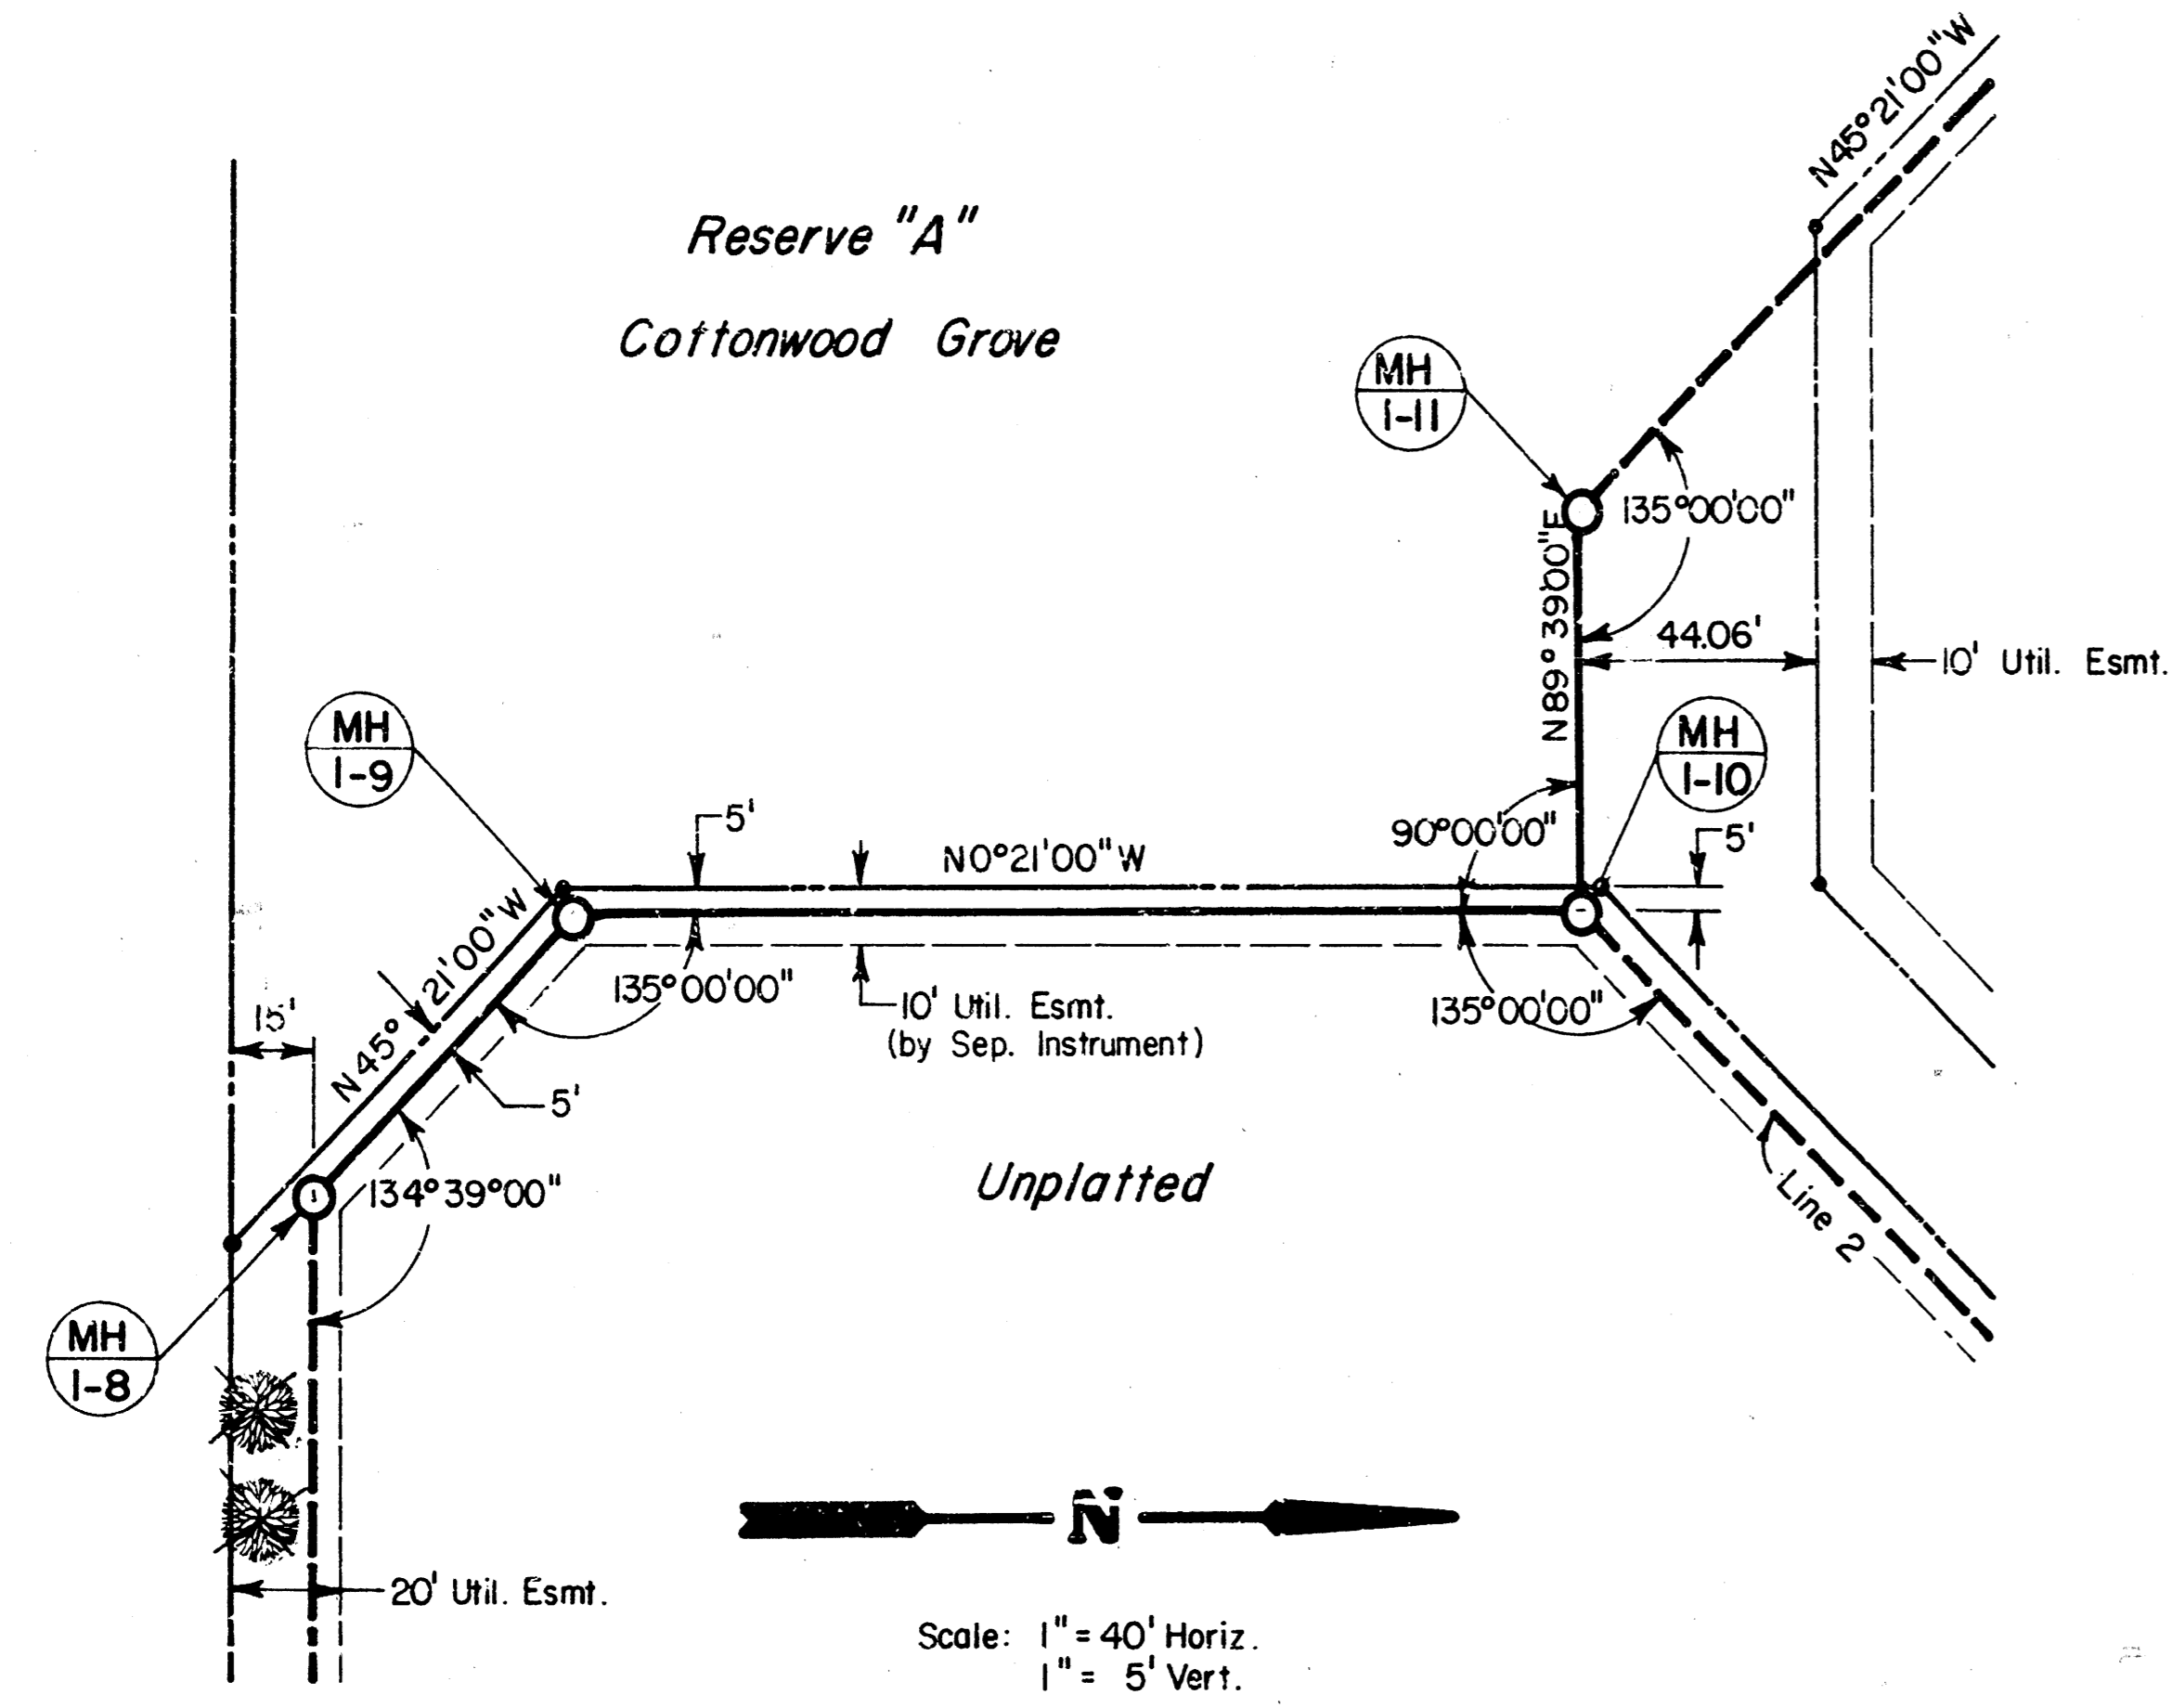 N45°21'00"W
Reserve "A"
Cottonwood Grove
MH
1-11
135°00'00"
N89°39'00"E
44.06'
10' Util. Esmt.
MH
1-9
MH
1-10
5'
90°00'00"
5'
N0°21'00"W
N45° 21'00"W
135°00'00"
10' Util. Esmt.
(by Sep. Instrument)
135°00'00"
15'
5'
Unplatted
134°39°00"
Line 2
MH
1-8
N
20' Util. Esmt.
Scale: 1" = 40' Horiz.
1" = 5' Vert.